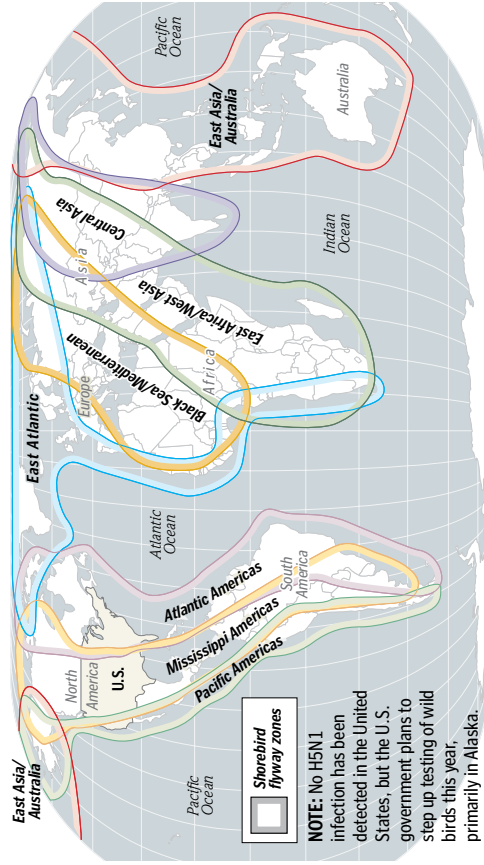 East Asia/
Australia
North
America
U.S.
Pacific
Ocean
Atlantic
Ocean
East Atlantic
Europe
Asia
Africa
Black Sea/Mediterranean
East Africa/West Asia
Central Asia
Pacific
Ocean
East Asia/
Australia
Australia
Indian
Ocean
Atlantic Americas
Mississippi Americas
Pacific Americas
South
America
Shorebird
flyway zones
NOTE: No H5N1
infection has been
detected in the United
States, but the U.S.
government plans to
step up testing of wild
birds this year,
primarily in Alaska.